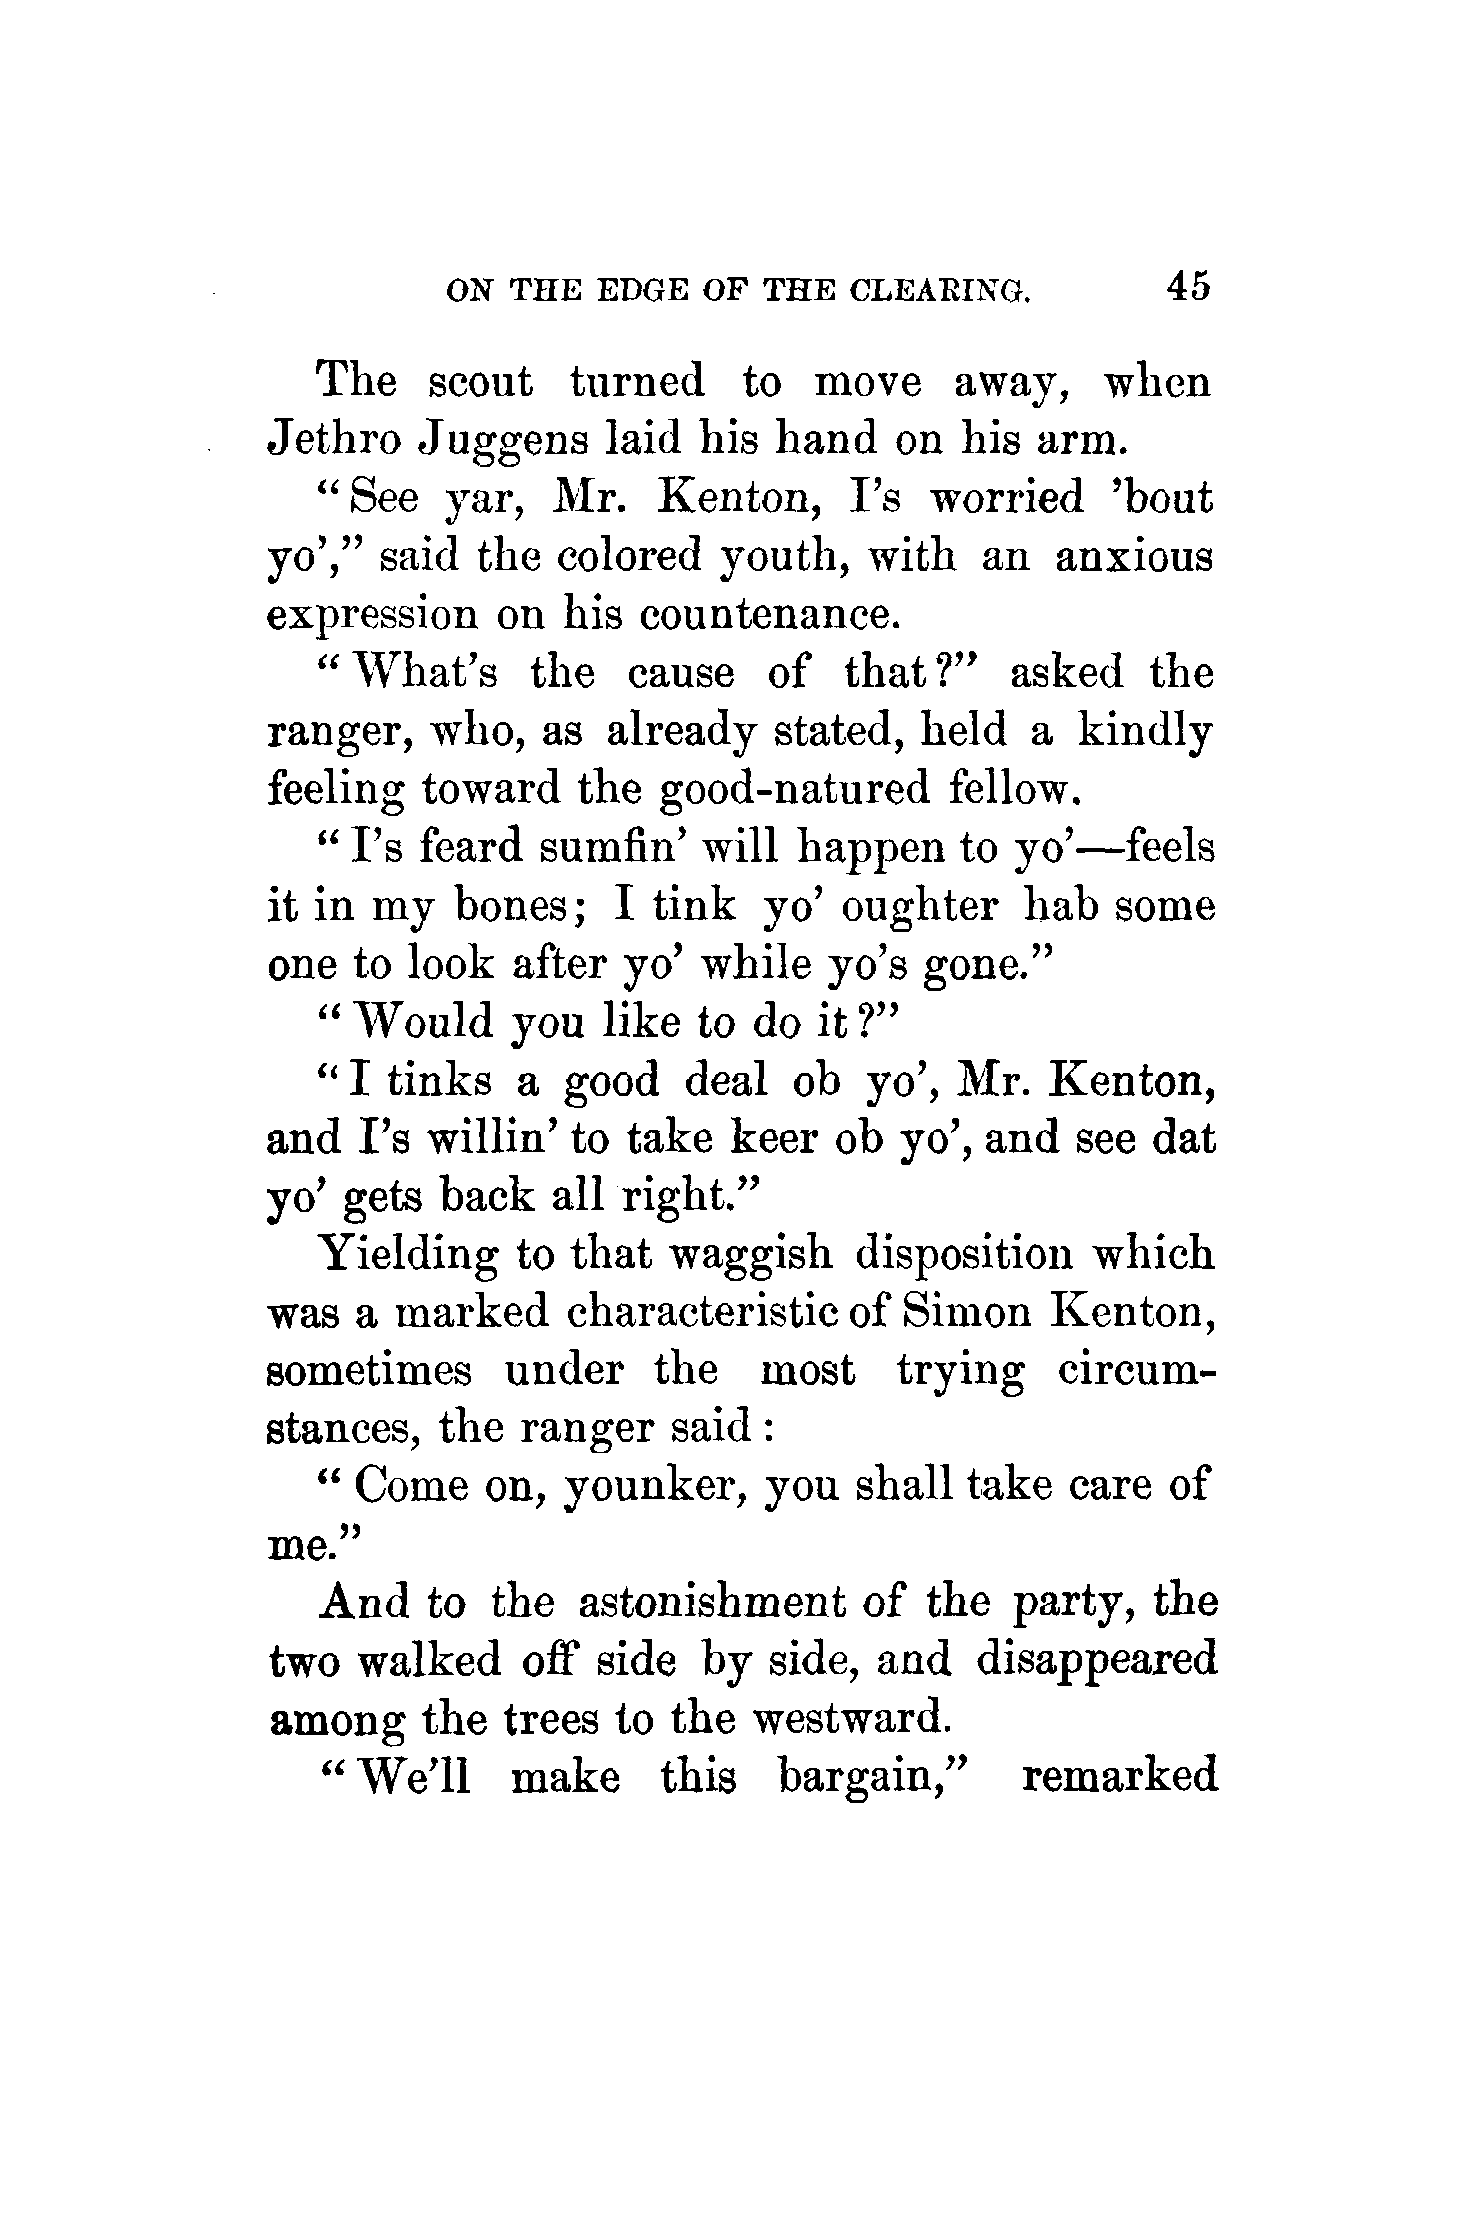 ON THE EDGE OF THE CLEARING. 45
The scout turned to move away, when
Jethro Juggens laid his hand on his arm.
“See yar, Mr. Kenton, I’s worried ’bout
yo’,” said the colored youth, with an anxious
expression on his countenance.
“What’s the cause of that?” asked the
ranger, who, as already stated, held a kindly
feeling toward the good-natured fellow.
“I’s feard sumfin’ will happen to yo’—feels
it in my bones; I tink yo’ oughter hab some
one to look after yo’ while yo’s gone.”
“Would you like to do it?”
“I tinks a good deal ob yo’, Mr. Kenton,
and I’s willin’ to take keer ob yo’, and see dat
yo’ gets back all right.”
Yielding to that waggish disposition which
was a marked characteristic of Simon Kenton,
sometimes under the most trying circum-
stances, the ranger said:
“Come on, younker, you shall take care of
me.”
And to the astonishment of the party, the
two walked off side by side, and disappeared
among the trees to the westward.
“We’ll make this bargain,” remarked